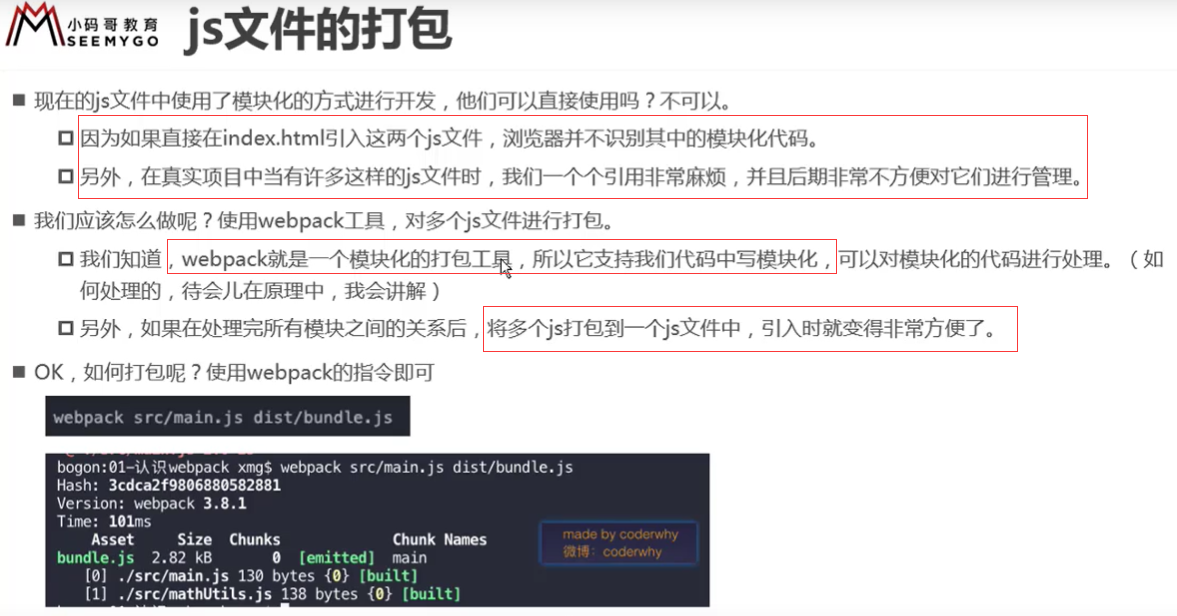 小码哥教育
SEEMYGO
js文件的打包
现在的js文件中使用了模块化的方式进行开发，他们可以直接使用吗？不可以。
因为如果直接在index.html引入这两个js文件，浏览器并不识别其中的模块化代码。
另外，在真实项目中当有许多这样的js文件时，我们一个个引用非常麻烦，并且后期非常不方便对它们进行管理。
我们应该怎么做呢？使用webpack工具，对多个js文件进行打包。
我们知道，webpack就是一个模块化的打包工具，所以它支持我们代码中写模块化，可以对模块化的代码进行处理。（如
何处理的，待会儿在原理中，我会讲解）
另外，如果在处理完所有模块之间的关系后，将多个js打包到一个js文件中，引入时就变得非常方便了。
OK，如何打包呢？使用webpack的指令即可
webpack src/main.js dist/bundle.js
bogon:01-认识webpack xmg$ webpack src/main.js dist/bundle.js
Hash: 3cdca2f9806880582881
Version: webpack 3.8.1
Time: 101ms
Asset Size Chunks Chunk Names
bundle.js 2.82 kB 0 [emitted] main
[0] ./src/main.js 130 bytes {0} [built]
[1] ./src/mathUtils.js 138 bytes {0} [built]
made by coderwhy
微博：coderwhy